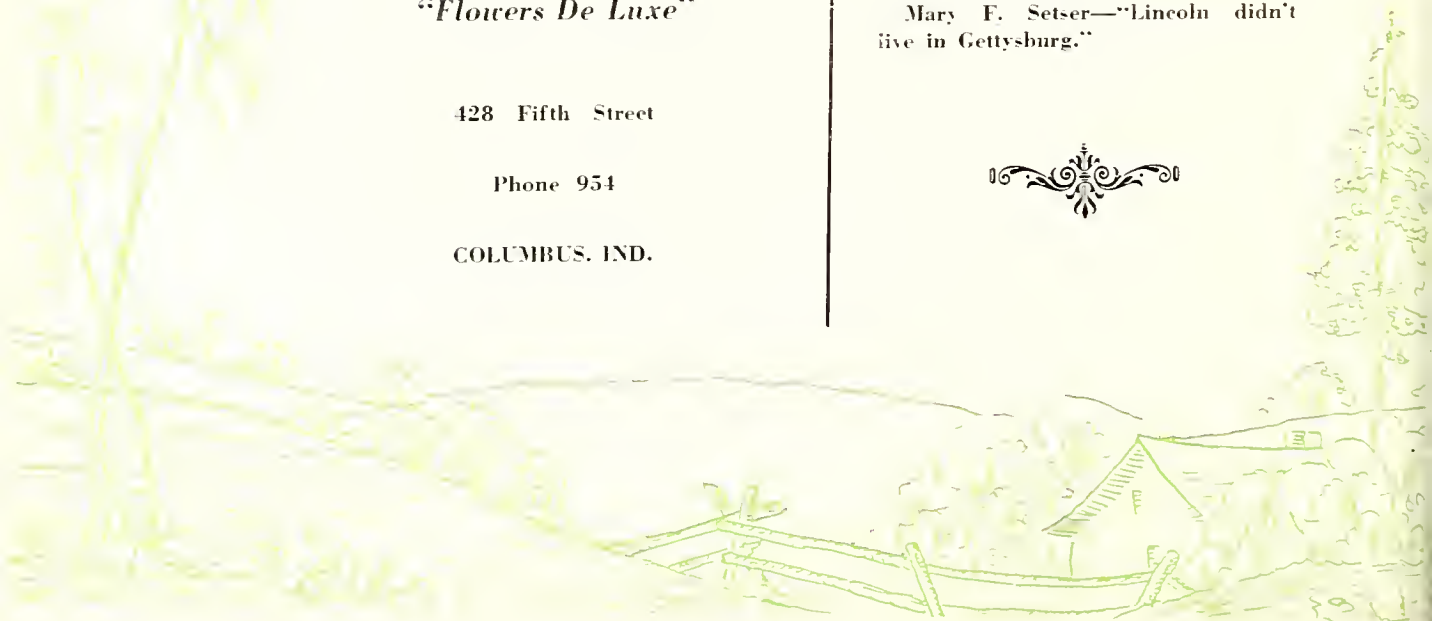 “Flowers De Luxe”
428 Fifth Street
Phone 954
COLUMBUS, IND.
Mary F. Setser—“Lincoln didn't
live in Gettysburg.”